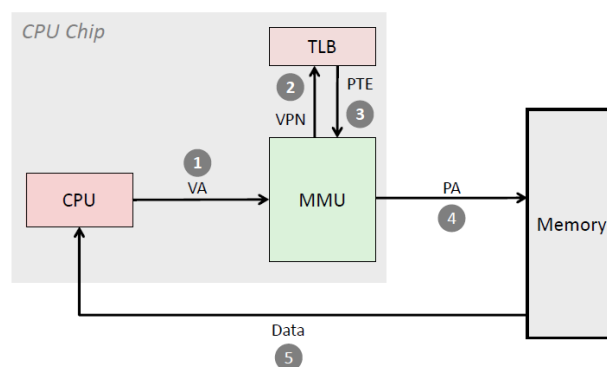 CPU Chip
TLB
2
PTE
VPN
3
1
VA
CPU
MMU
PA
4
Memory
Data
5